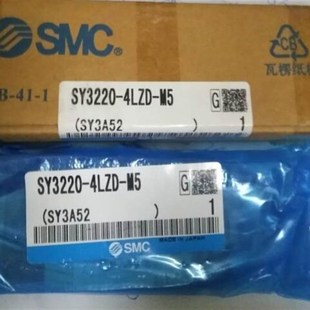 SMC
CB
瓦楞纸
B-41-1
SY3220-4LZD-M5
G
(SY3A52 )
1
SY3220-4LZD-M5
G
(SY3A52 )
1
SMC
MADE IN JAPAN